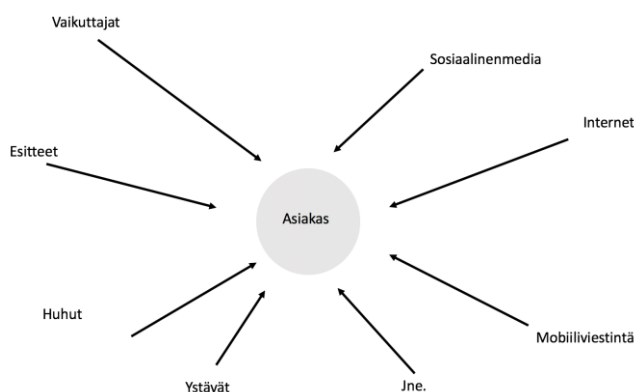 Vaikuttajat
Sosiaalinenmedia
Internet
Esitteet
Asiakas
Huhut
Mobiiliviestintä
Ystävät
Jne.